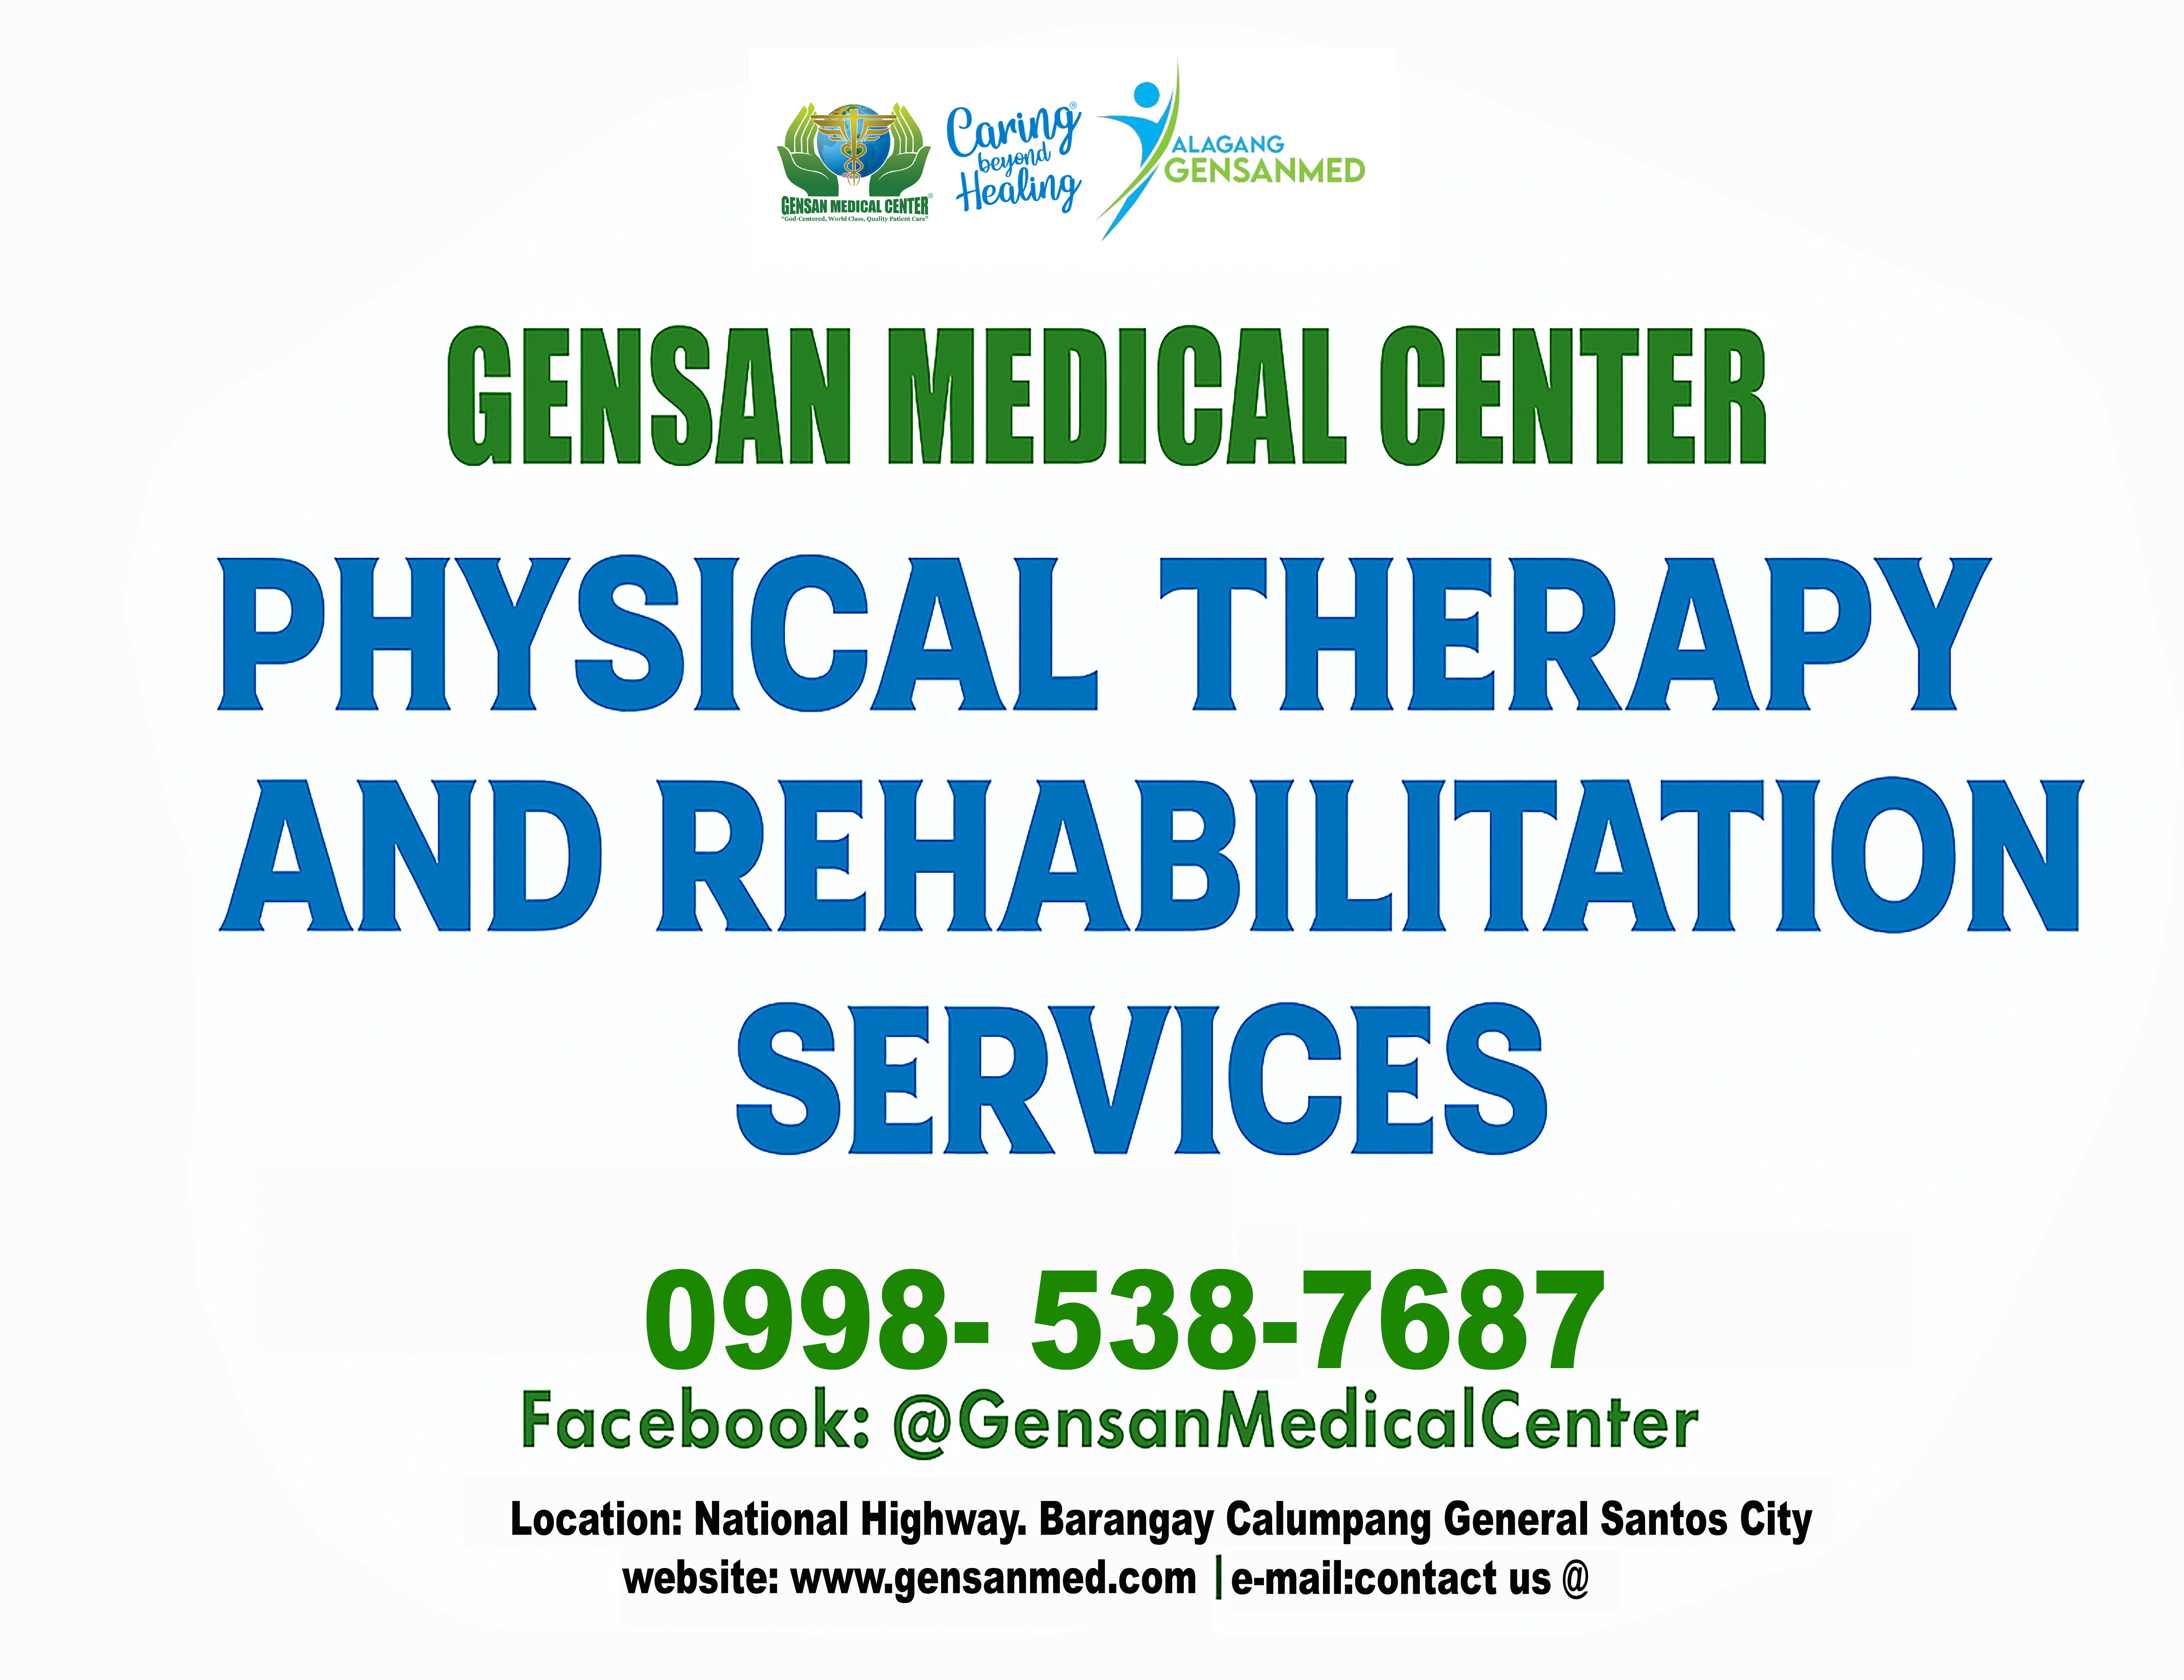 GENSAN MEDICAL CENTER®
"God-Centered, World Class, Quality Patient Care"
Caring®
beyond
Healing
ALAGANG
GENSANMED
GENSAN MEDICAL CENTER
PHYSICAL THERAPY
AND REHABILITATION
SERVICES
0998- 538-7687
Facebook: @GensanMedicalCenter
Location: National Highway. Barangay Calumpang General Santos City
website: www.gensanmed.com | e-mail:contact us @